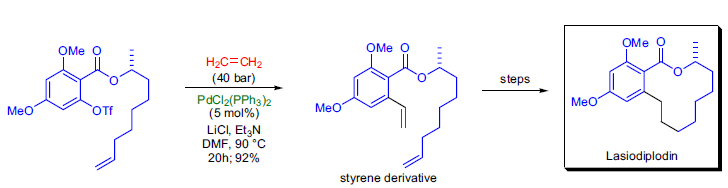 OMe
O
O
MeO
OTf
H2C=CH2
(40 bar)
PdCl2(PPh3)2
(5 mol%)
LiCl, Et3N
DMF, 90 °C
20h; 92%
OMe
O
O
MeO
styrene derivative
steps
OMe
O
O
MeO
Lasiodiplodin